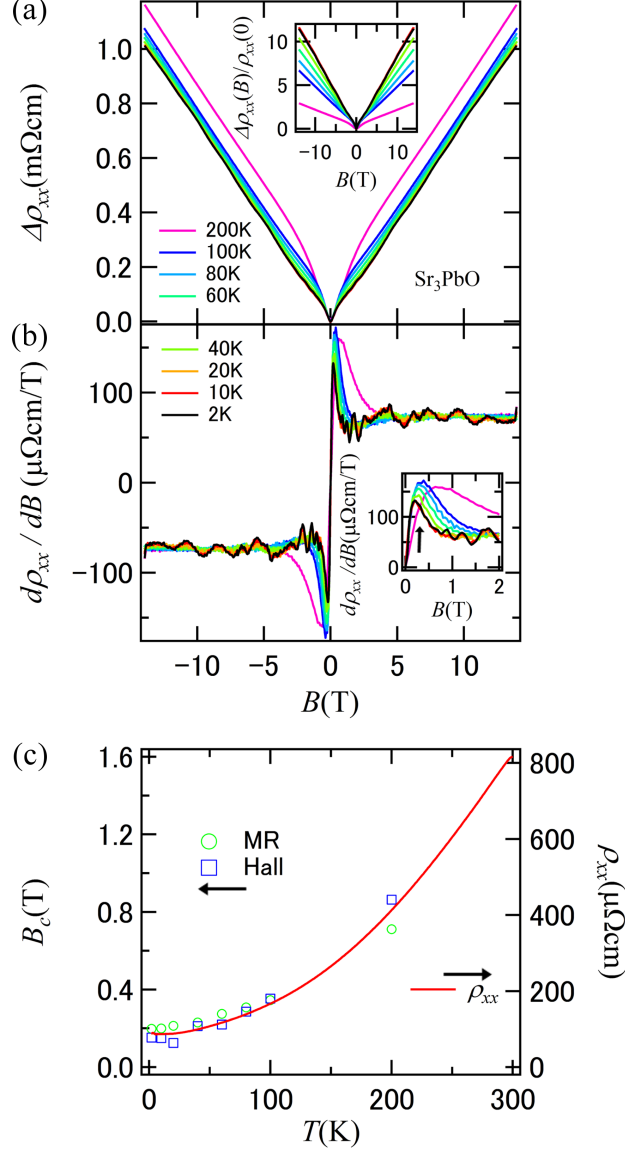 (a)
Δρxx(mΩcm)
1.0
0.8
0.6
0.4
0.2
0.0
Δρxx(B)/ρxx(0)
10
5
0
−10
0
10
B(T)
200K
100K
80K
60K
Sr3PbO
(b)
dρxx / dB (μΩcm/T)
100
0
−100
40K
20K
10K
2K
dρxx /dB(μΩcm/T)
100
0
0
1
2
B(T)
−10
−5
0
5
10
B(T)
(c)
Bc(T)
1.6
1.2
0.8
0.4
0.0
MR
Hall
ρxx
800
600
400
200
0
ρxx(μΩcm)
0
100
200
300
T(K)